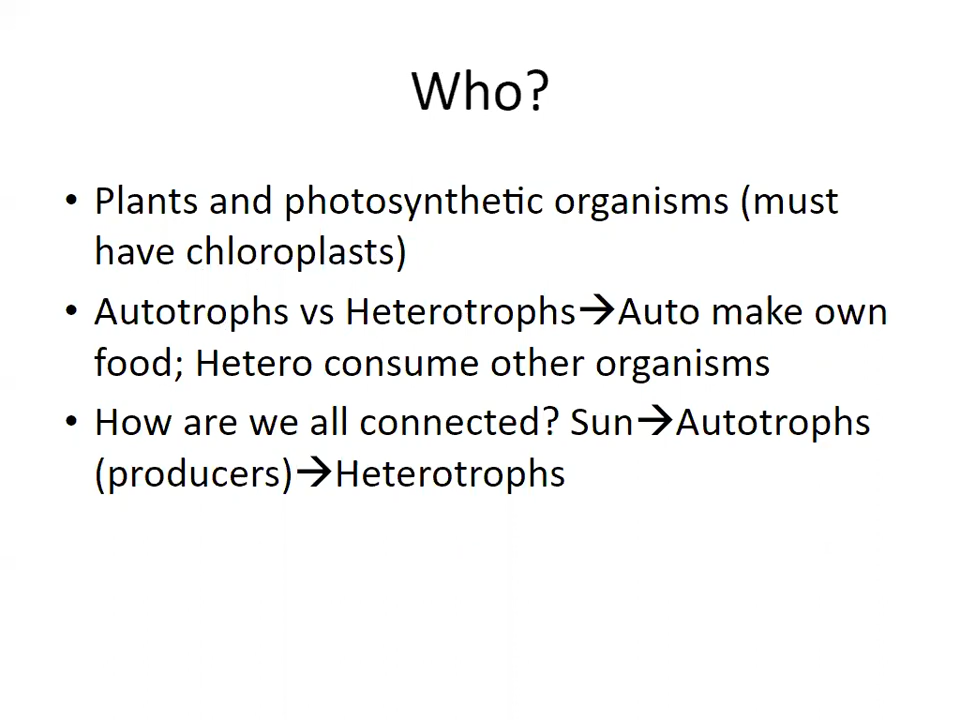 Who?
• Plants and photosynthetic organisms (must
have chloroplasts)
• Autotrophs vs Heterotrophs→Auto make own
food; Hetero consume other organisms
• How are we all connected? Sun→Autotrophs
(producers)→Heterotrophs